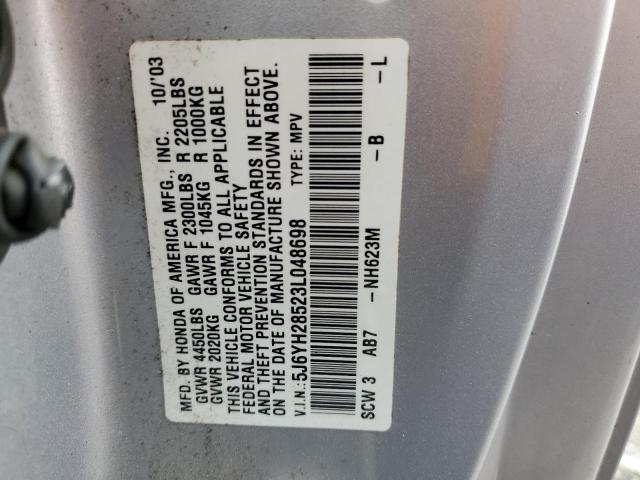 MFD. BY HONDA OF AMERICA MFG., INC. 10/'03
GVWR 4450LBS GAWR F 2300LBS R 2205LBS
GVWR 2020KG GAWR F 1045KG R 1000KG
THIS VEHICLE CONFORMS TO ALL APPLICABLE
FEDERAL MOTOR VEHICLE SAFETY
AND THEFT PREVENTION STANDARDS IN EFFECT
ON THE DATE OF MANUFACTURE SHOWN ABOVE.
V.I.N.: 5J6YH28523L048698 TYPE: MPV
SCW 3 AB7 -NH623M -B -L